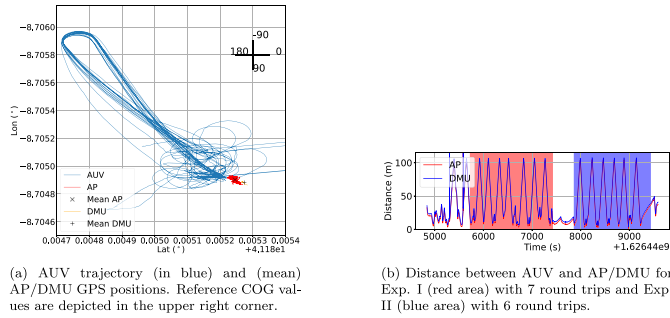 −8,7060
−8,7058
−8,7056
−8,7054
−8,7052
−8,7050
−8,7048
−8,7046
Lon (°)
-90
180
0
90
AUV
AP
Mean AP
DMU
Mean DMU
0,0047 0,0048 0,0049 0,0050 0,0051 0,0052 0,0053 0,0054
Lat (°)
+4,118e1
(a) AUV trajectory (in blue) and (mean)
AP/DMU GPS positions. Reference COG val-
ues are depicted in the upper right corner.
100
50
0
Distance (m)
AP
DMU
5000 6000 7000 8000 9000
Time (s)
+1,62644e9
(b) Distance between AUV and AP/DMU for
Exp. I (red area) with 7 round trips and Exp.
II (blue area) with 6 round trips.